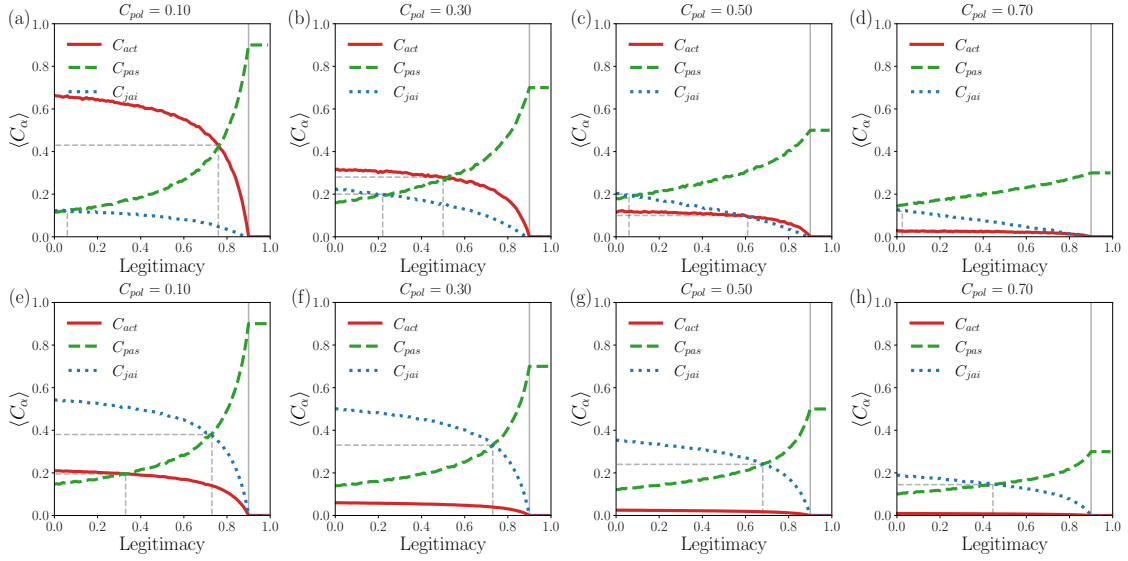 (a) C_pol = 0.10
1.0
0.8
0.6
0.4
0.2
0.0
⟨C_α⟩
C_act
C_pas
C_jai
0.0 0.2 0.4 0.6 0.8 1.0
Legitimacy
(b) C_pol = 0.30
1.0
0.8
0.6
0.4
0.2
0.0
⟨C_α⟩
C_act
C_pas
C_jai
0.0 0.2 0.4 0.6 0.8 1.0
Legitimacy
(c) C_pol = 0.50
1.0
0.8
0.6
0.4
0.2
0.0
⟨C_α⟩
C_act
C_pas
C_jai
0.0 0.2 0.4 0.6 0.8 1.0
Legitimacy
(d) C_pol = 0.70
1.0
0.8
0.6
0.4
0.2
0.0
⟨C_α⟩
C_act
C_pas
C_jai
0.0 0.2 0.4 0.6 0.8 1.0
Legitimacy
(e) C_pol = 0.10
1.0
0.8
0.6
0.4
0.2
0.0
⟨C_α⟩
C_act
C_pas
C_jai
0.0 0.2 0.4 0.6 0.8 1.0
Legitimacy
(f) C_pol = 0.30
1.0
0.8
0.6
0.4
0.2
0.0
⟨C_α⟩
C_act
C_pas
C_jai
0.0 0.2 0.4 0.6 0.8 1.0
Legitimacy
(g) C_pol = 0.50
1.0
0.8
0.6
0.4
0.2
0.0
⟨C_α⟩
C_act
C_pas
C_jai
0.0 0.2 0.4 0.6 0.8 1.0
Legitimacy
(h) C_pol = 0.70
1.0
0.8
0.6
0.4
0.2
0.0
⟨C_α⟩
C_act
C_pas
C_jai
0.0 0.2 0.4 0.6 0.8 1.0
Legitimacy